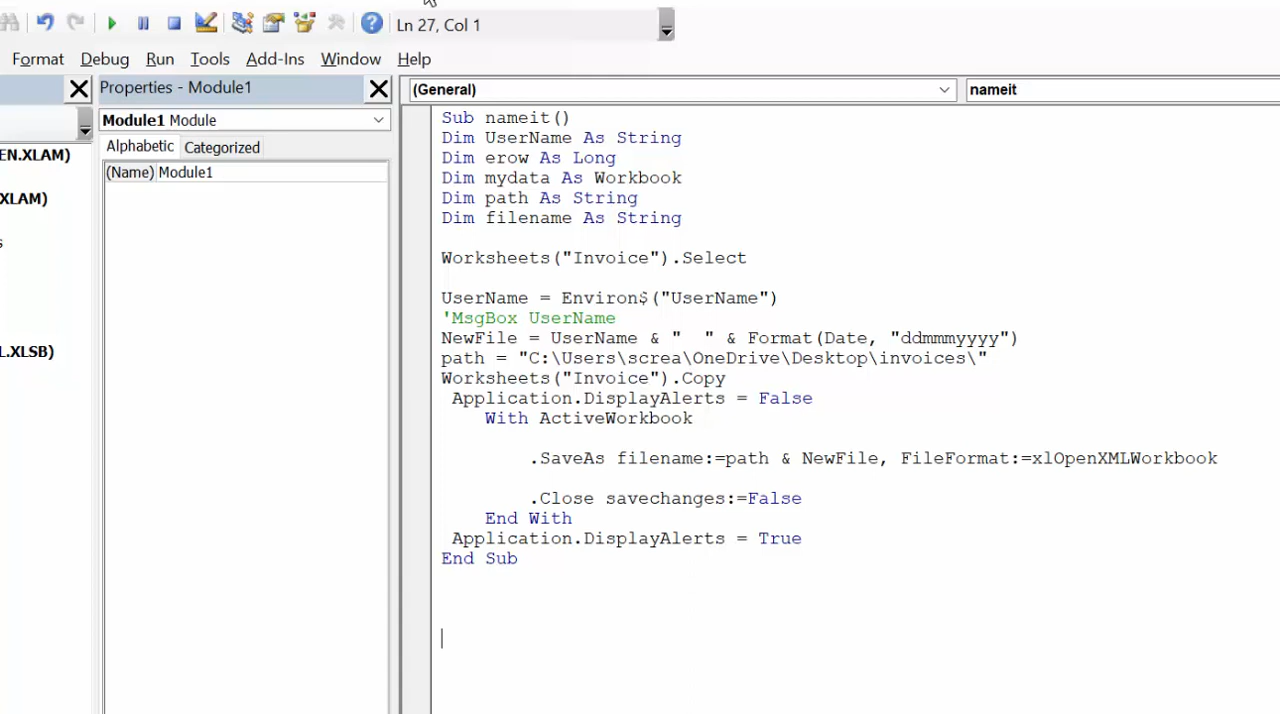 Ln 27, Col 1
Format Debug Run Tools Add-Ins Window Help
Properties - Module1
(General)
nameit
Module1 Module
Alphabetic Categorized
(Name) Module1
EN.XLAM)
XLAM)
s
L.XLSB)
Sub nameit()
Dim UserName As String
Dim erow As Long
Dim mydata As Workbook
Dim path As String
Dim filename As String
Worksheets("Invoice").Select
UserName = Environ$("UserName")
'MsgBox UserName
NewFile = UserName & "  " & Format(Date, "ddmmmyyyy")
path = "C:\Users\screa\OneDrive\Desktop\invoices\"
Worksheets("Invoice").Copy
Application.DisplayAlerts = False
With ActiveWorkbook
.SaveAs filename:=path & NewFile, FileFormat:=xlOpenXMLWorkbook
.Close savechanges:=False
End With
Application.DisplayAlerts = True
End Sub